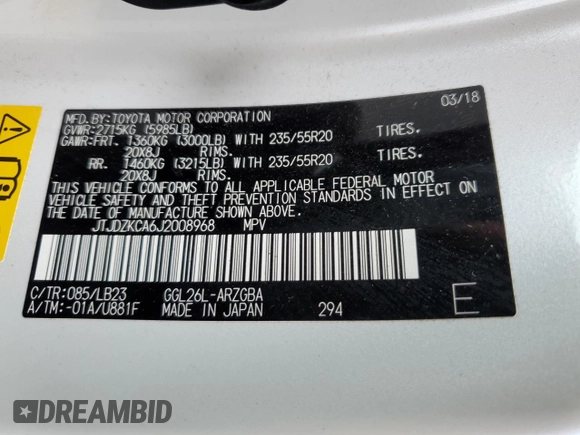 MFD. BY: TOYOTA MOTOR CORPORATION 03/18
GVWR: 2715KG (5985LB)
GAWR: FRT. 1360KG (3000LB) WITH 235/55R20 TIRES.
20X8J RIMS.
RR. 1460KG (3215LB) WITH 235/55R20 TIRES.
20X8J RIMS.
THIS VEHICLE CONFORMS TO ALL APPLICABLE FEDERAL MOTOR
VEHICLE SAFETY AND THEFT PREVENTION STANDARDS IN EFFECT ON
THE DATE OF MANUFACTURE SHOWN ABOVE.
JTJDZKCA6J2008968 MPV
C/TR: 085/LB23 GGL26L-ARZGBA
A/TM: -01A/U881F MADE IN JAPAN 294 E
DREAMBID